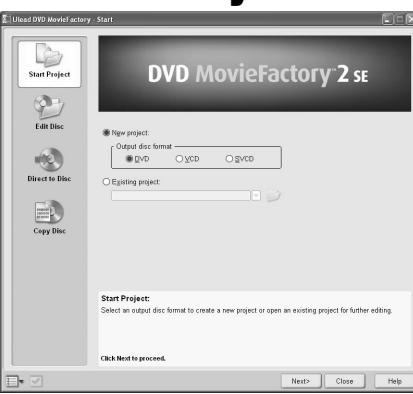 Ulead DVD MovieFactory - Start
Start Project
DVD MovieFactory 2 SE
Edit Disc
New project:
Output disc format
DVD VCD SVCD
Direct to Disc
Existing project:
Copy Disc
Start Project:
Select an output disc format to create a new project or open an existing project for further editing.
Click Next to proceed.
Next> Close Help